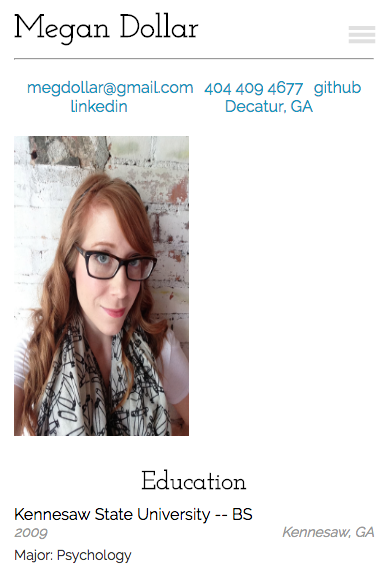 Megan Dollar
megdollar@gmail.com 404 409 4677 github
linkedin Decatur, GA
Education
Kennesaw State University -- BS
2009 Kennesaw, GA
Major: Psychology